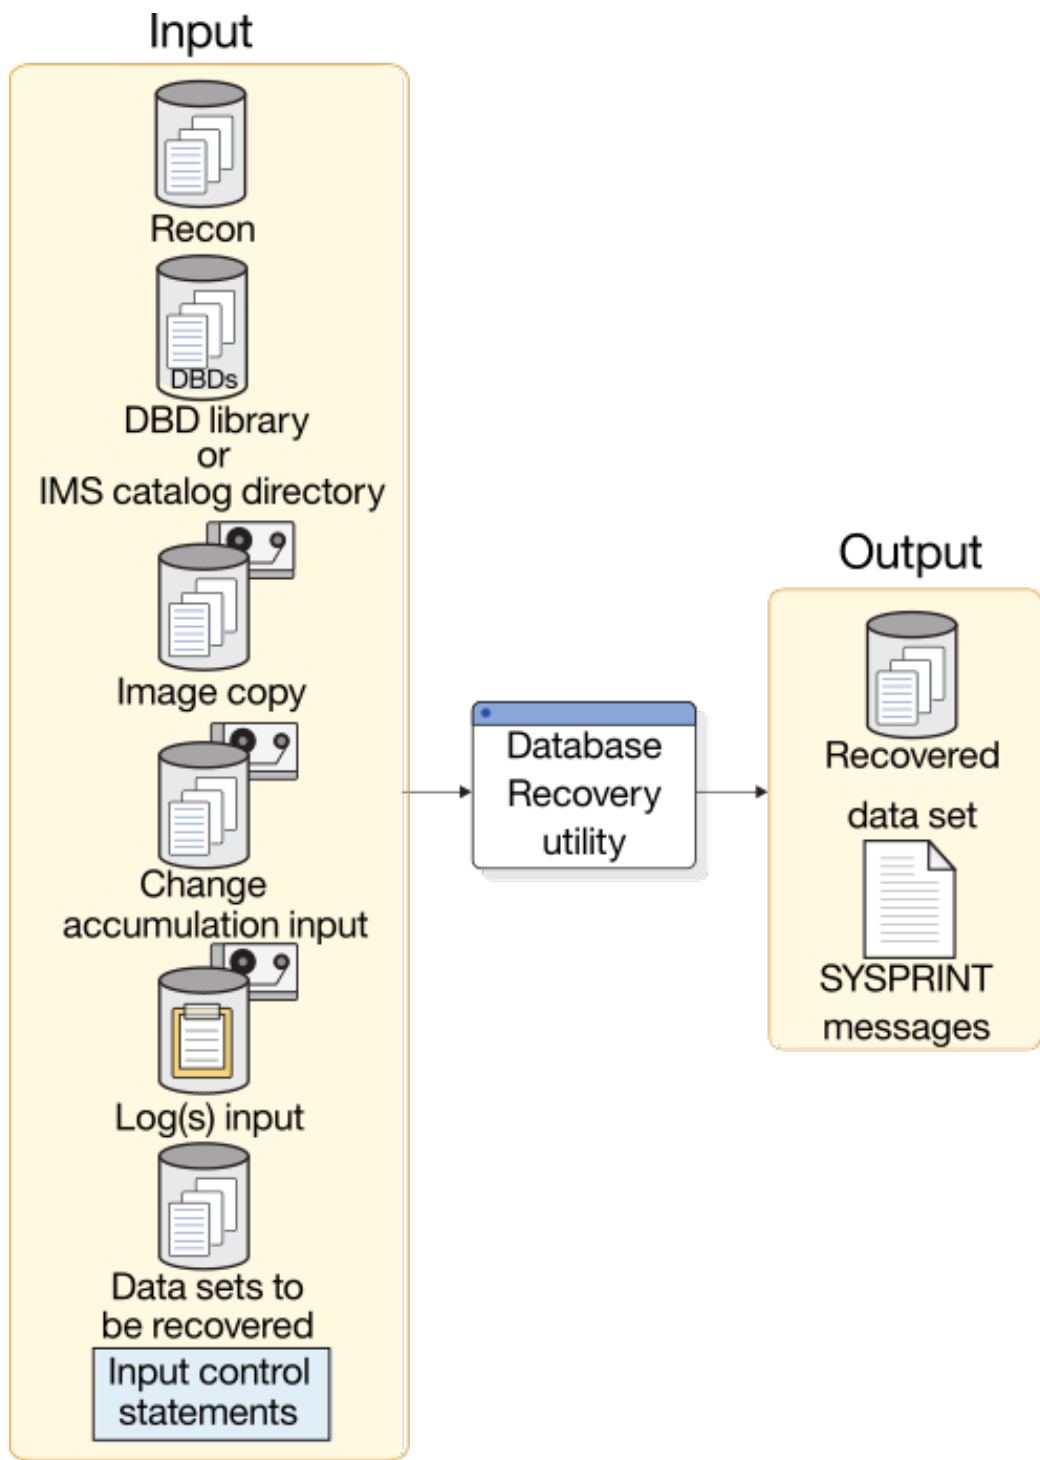 Input
Recon
DBDs
DBD library
or
IMS catalog directory
Image copy
Change
accumulation input
Log(s) input
Data sets to
be recovered
Input control
statements
Database
Recovery
utility
Output
Recovered
data set
SYSPRINT
messages